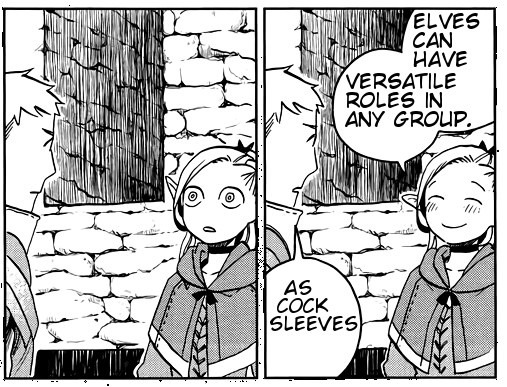 ELVES
CAN
HAVE
VERSATILE
ROLES IN
ANY GROUP.
AS
COCK
SLEEVES